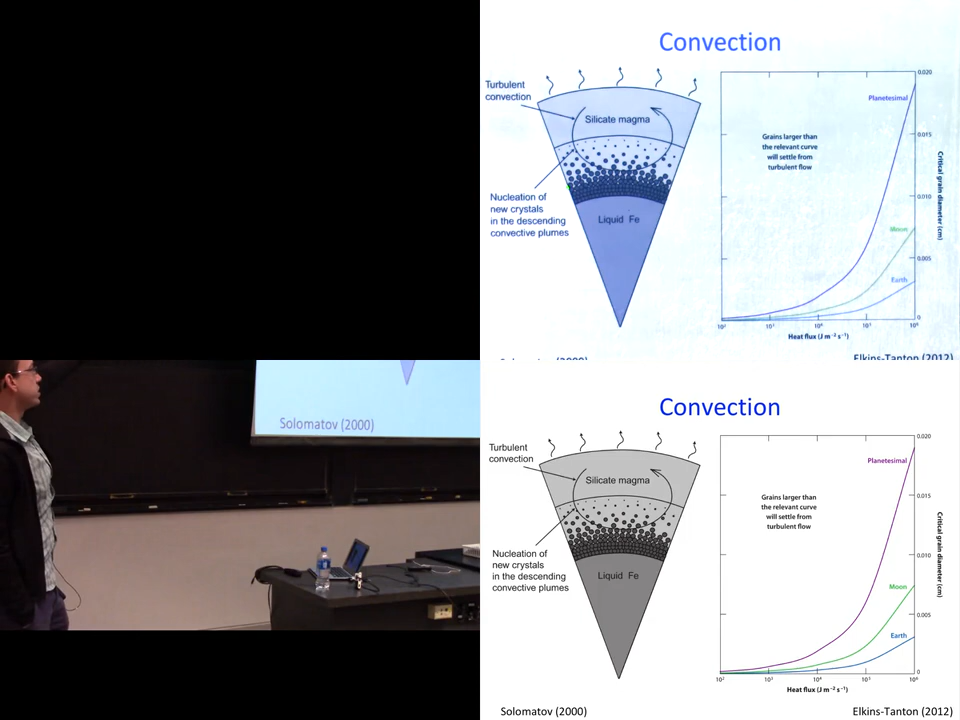 Convection
Turbulent
convection
Silicate magma
Nucleation of
new crystals
in the descending
convective plumes
Liquid Fe
Planetesimal
Grains larger than
the relevant curve
will settle from
turbulent flow
Moon
Earth
0.020
0.015
0.010
0.005
0
Critical grain diameter (cm)
10² 10³ 10⁴ 10⁵ 10⁶
Heat flux (J m⁻² s⁻¹)
Solomatov (2000)
Elkins-Tanton (2012)
Solomatov (2000)
Convection
Turbulent
convection
Silicate magma
Nucleation of
new crystals
in the descending
convective plumes
Liquid Fe
Planetesimal
Grains larger than
the relevant curve
will settle from
turbulent flow
Moon
Earth
0.020
0.015
0.010
0.005
0
Critical grain diameter (cm)
10² 10³ 10⁴ 10⁵ 10⁶
Heat flux (J m⁻² s⁻¹)
Solomatov (2000)
Elkins-Tanton (2012)